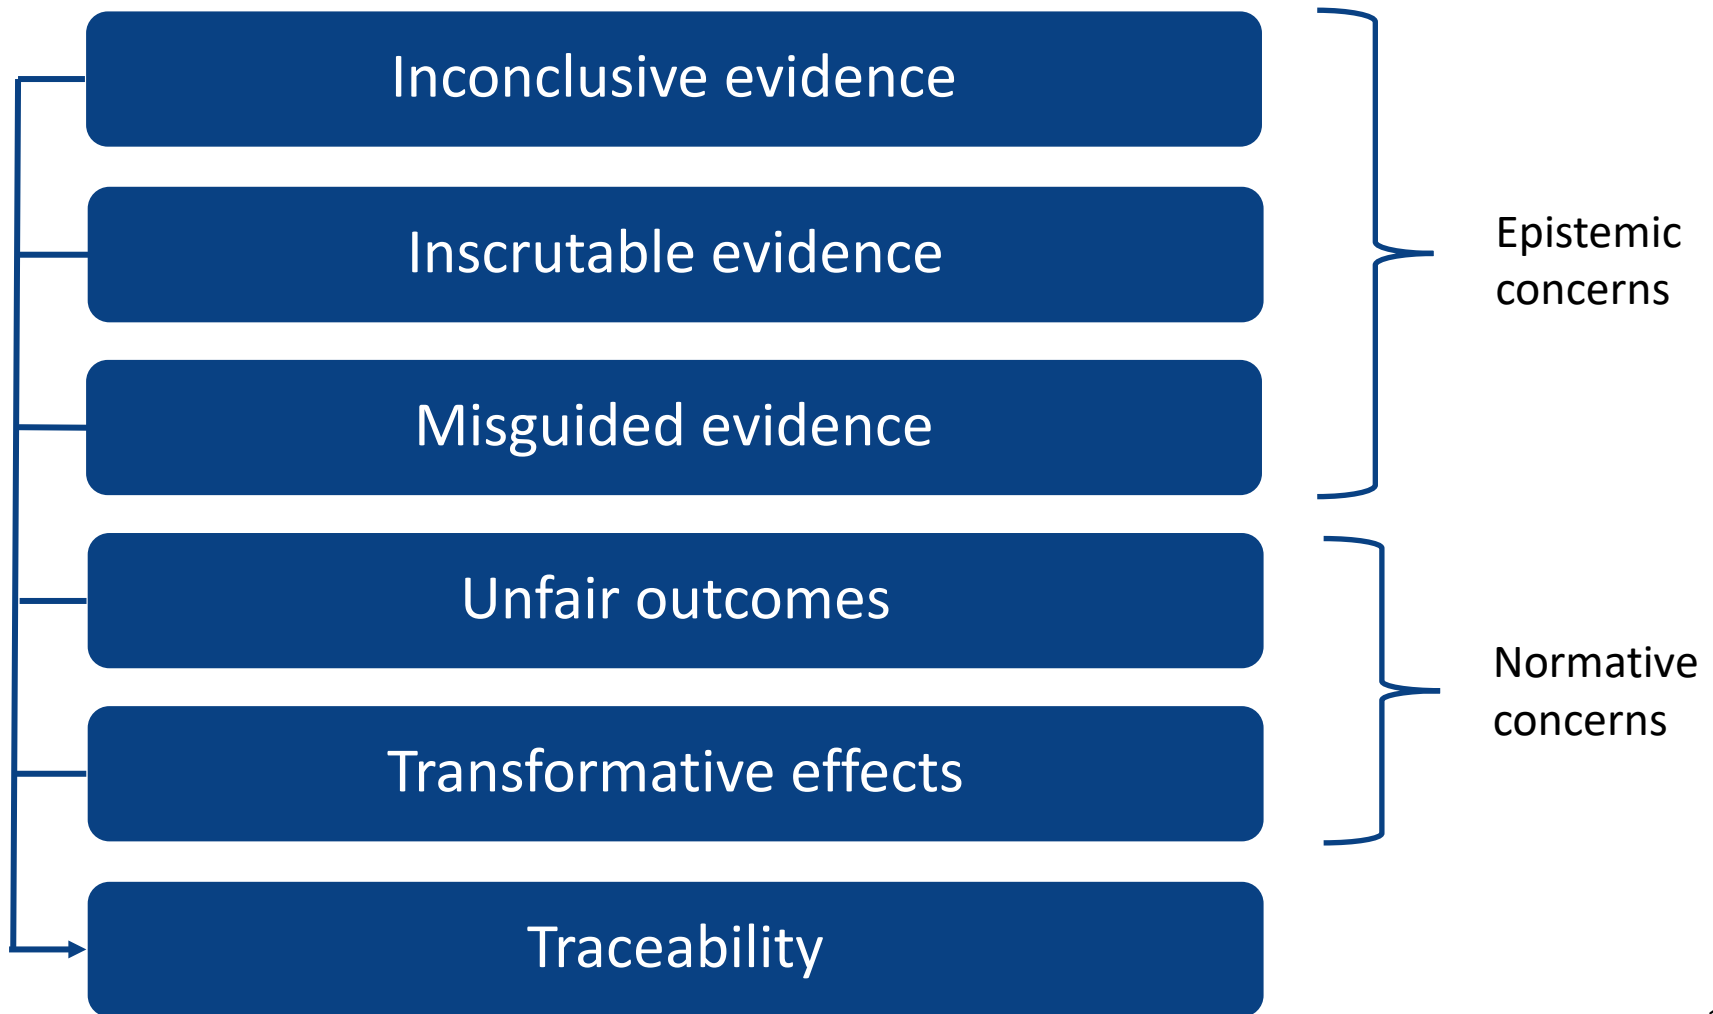 Inconclusive evidence
Inscrutable evidence
Misguided evidence
Epistemic
concerns
Unfair outcomes
Transformative effects
Normative
concerns
Traceability